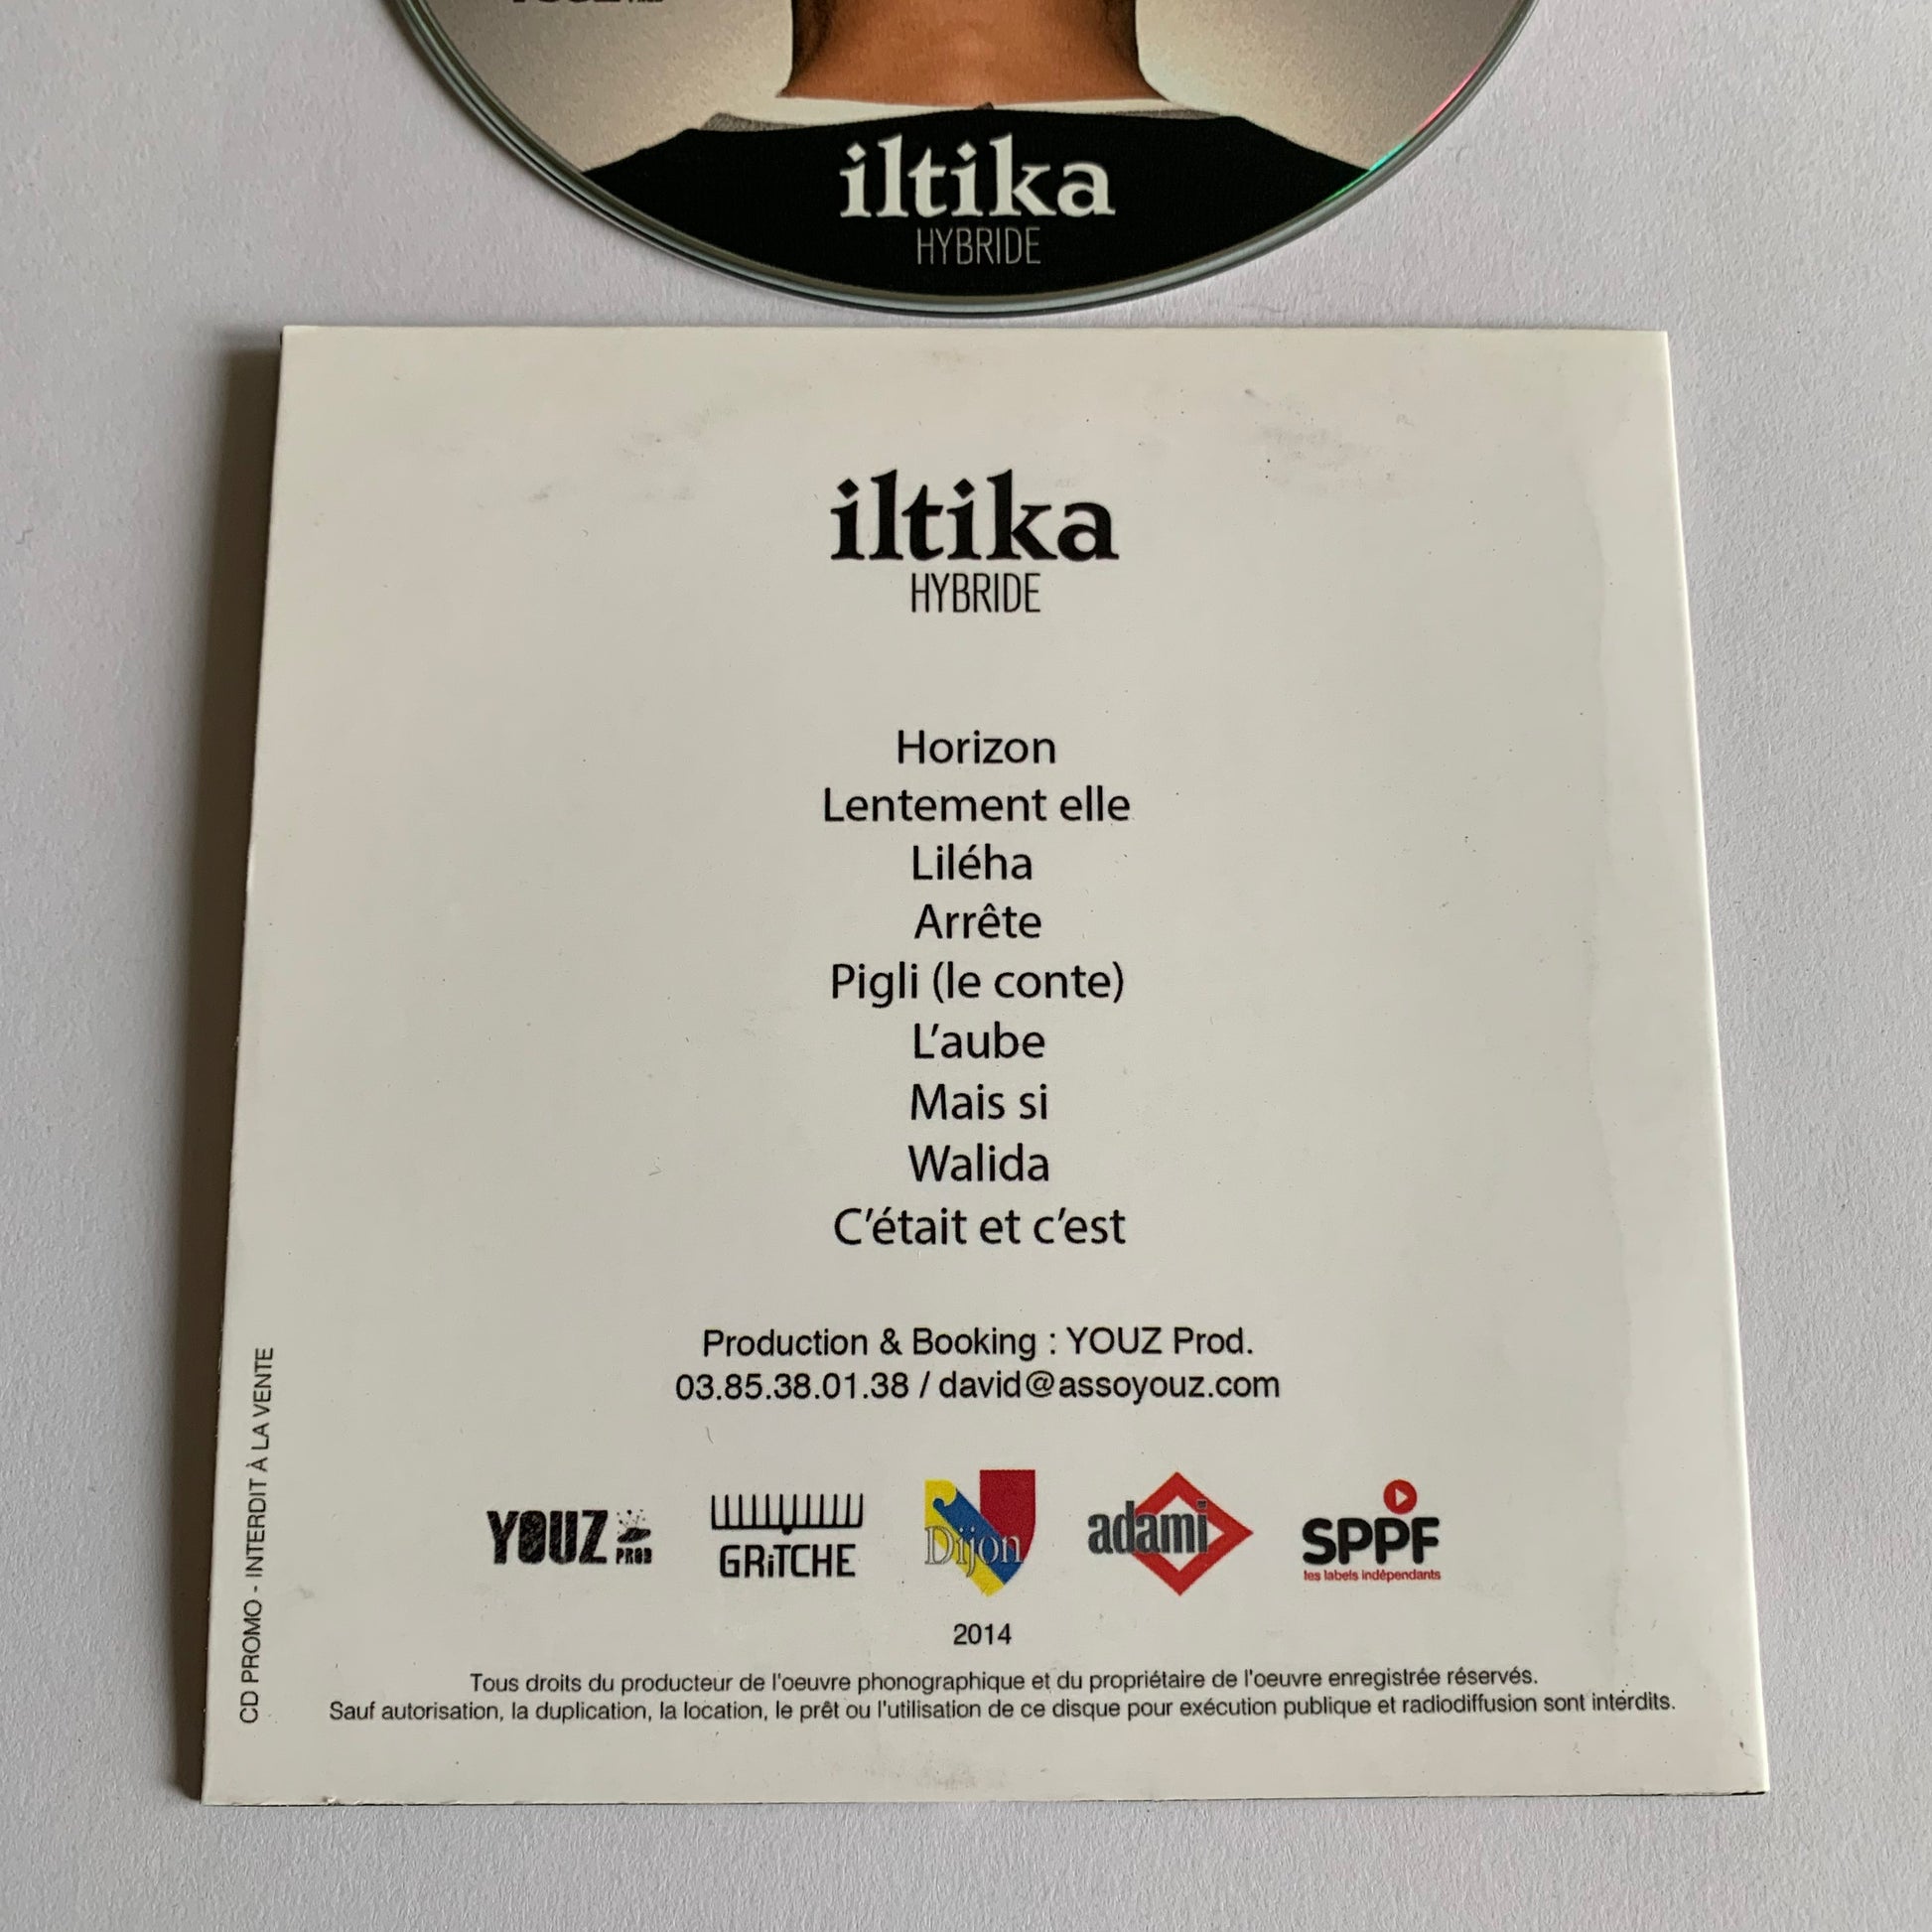 iltika
HYBRIDE
iltika
HYBRIDE
Horizon
Lentement elle
Liléha
Arrête
Pigli (le conte)
L'aube
Mais si
Walida
C'était et c'est
Production & Booking : YOUZ Prod.
03.85.38.01.38 / david@assoyouz.com
CD PROMO - INTERDIT À LA VENTE
YOUZ PROD
GRiTCHE
Dijon
adami
SPPF
les labels indépendants
2014
Tous droits du producteur de l'oeuvre phonographique et du propriétaire de l'oeuvre enregistrée réservés.
Sauf autorisation, la duplication, la location, le prêt ou l'utilisation de ce disque pour exécution publique et radiodiffusion sont interdits.